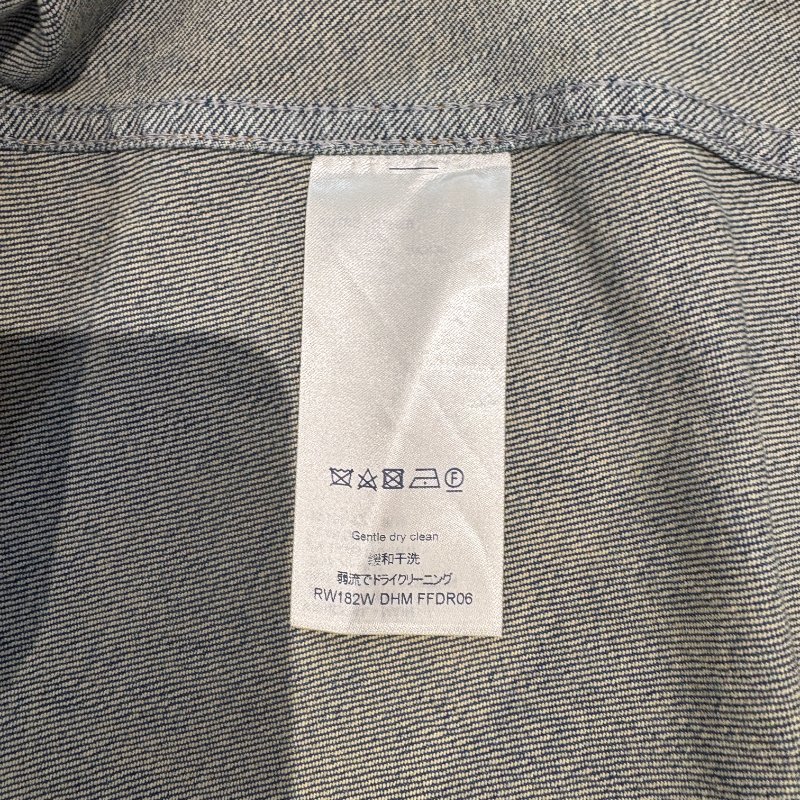 Gentle dry clean
緩和干洗
弱流でドライクリーニング
RW182W DHM FFDR06